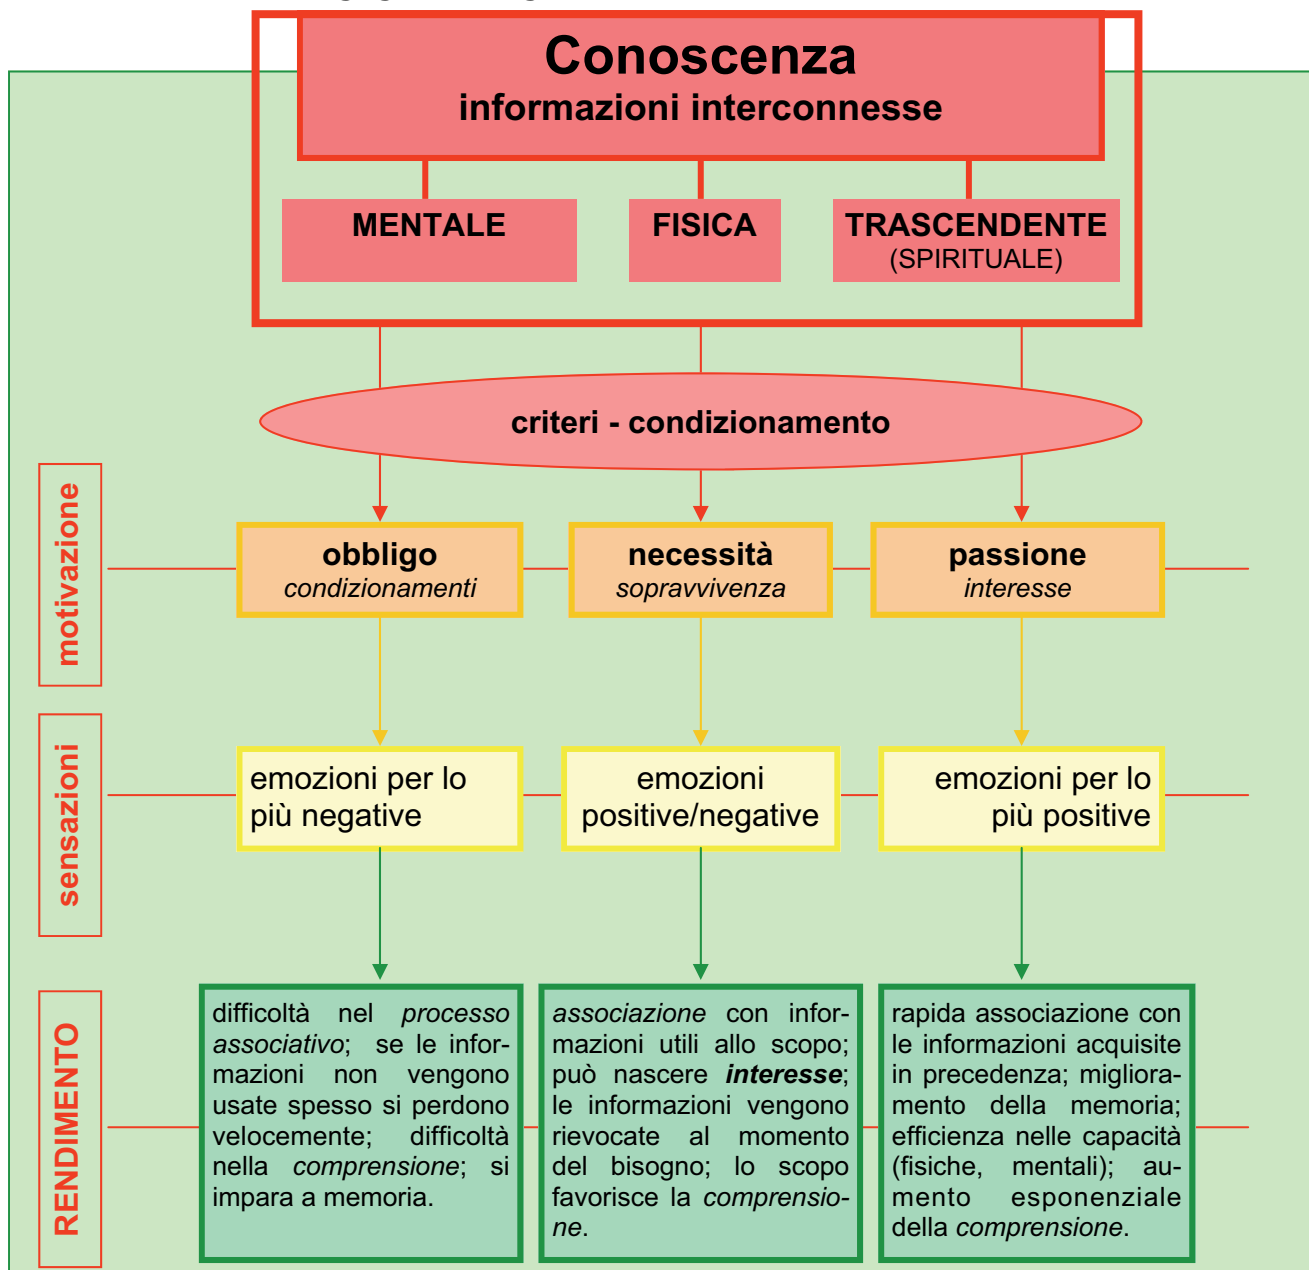 Conoscenza
informazioni interconnesse
MENTALE
FISICA
TRASCENDENTE
(SPIRITUALE)
criteri - condizionamento
motivazione
obbligo
condizionamenti
necessità
sopravvivenza
passione
interesse
sensazioni
emozioni per lo
più negative
emozioni
positive/negative
emozioni per lo
più positive
RENDIMENTO
difficoltà nel processo
associativo; se le infor-
mazioni non vengono
usate spesso si perdono
velocemente; difficoltà
nella comprensione; si
impara a memoria.
associazione con infor-
mazioni utili allo scopo;
può nascere interesse;
le informazioni vengono
rievocate al momento
del bisogno; lo scopo
favorisce la comprensio-
ne.
rapida associazione con
le informazioni acquisite
in precedenza; migliora-
mento della memoria;
efficienza nelle capacità
(fisiche, mentali); au-
mento esponenziale
della comprensione.